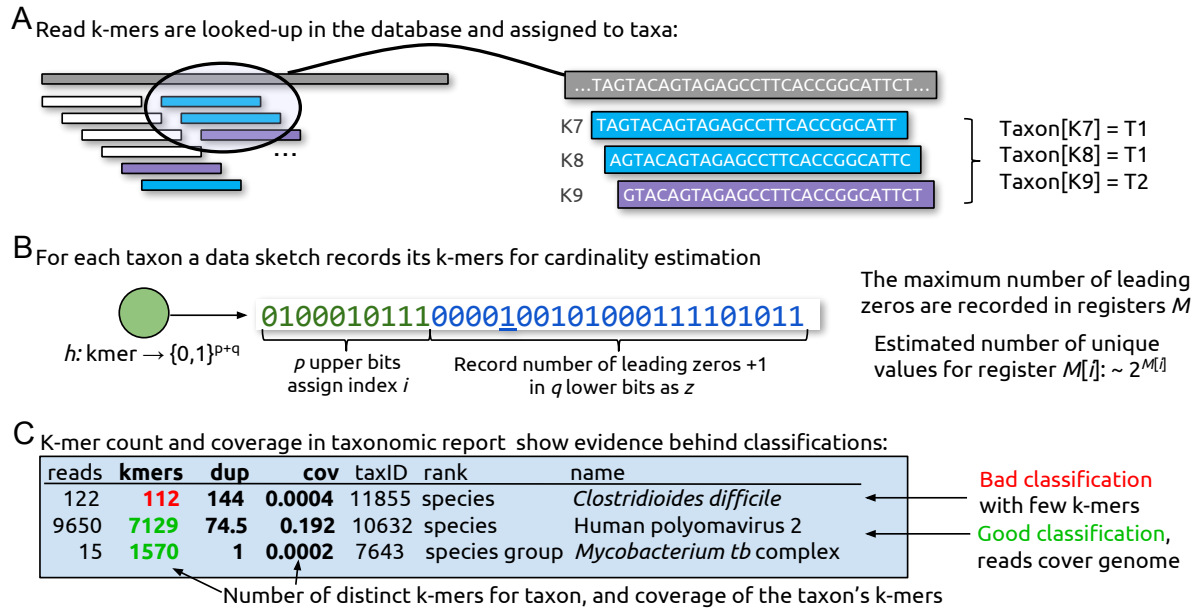 A Read k-mers are looked-up in the database and assigned to taxa:
...TAGTACAGTAGAGCCTTCACCGGCATTCT...
K7 TAGTACAGTAGAGCCTTCACCGGCATT
K8 AGTACAGTAGAGCCTTCACCGGCATTC
K9 GTACAGTAGAGCCTTCACCGGCATTCT
...
Taxon[K7] = T1
Taxon[K8] = T1
Taxon[K9] = T2
B For each taxon a data sketch records its k-mers for cardinality estimation
h: kmer → {0,1}^p+q
0100010111000010010100011110101​1
p upper bits
assign index i
Record number of leading zeros +1
in q lower bits as z
The maximum number of leading
zeros are recorded in registers M
Estimated number of unique
values for register M[i]: ~ 2^M[i]
C K-mer count and coverage in taxonomic report show evidence behind classifications:
reads kmers dup cov taxID rank name
122 112 144 0.0004 11855 species Clostridioides difficile
9650 7129 74.5 0.192 10632 species Human polyomavirus 2
15 1570 1 0.0002 7643 species group Mycobacterium tb complex
Bad classification
with few k-mers
Good classification,
reads cover genome
Number of distinct k-mers for taxon, and coverage of the taxon's k-mers